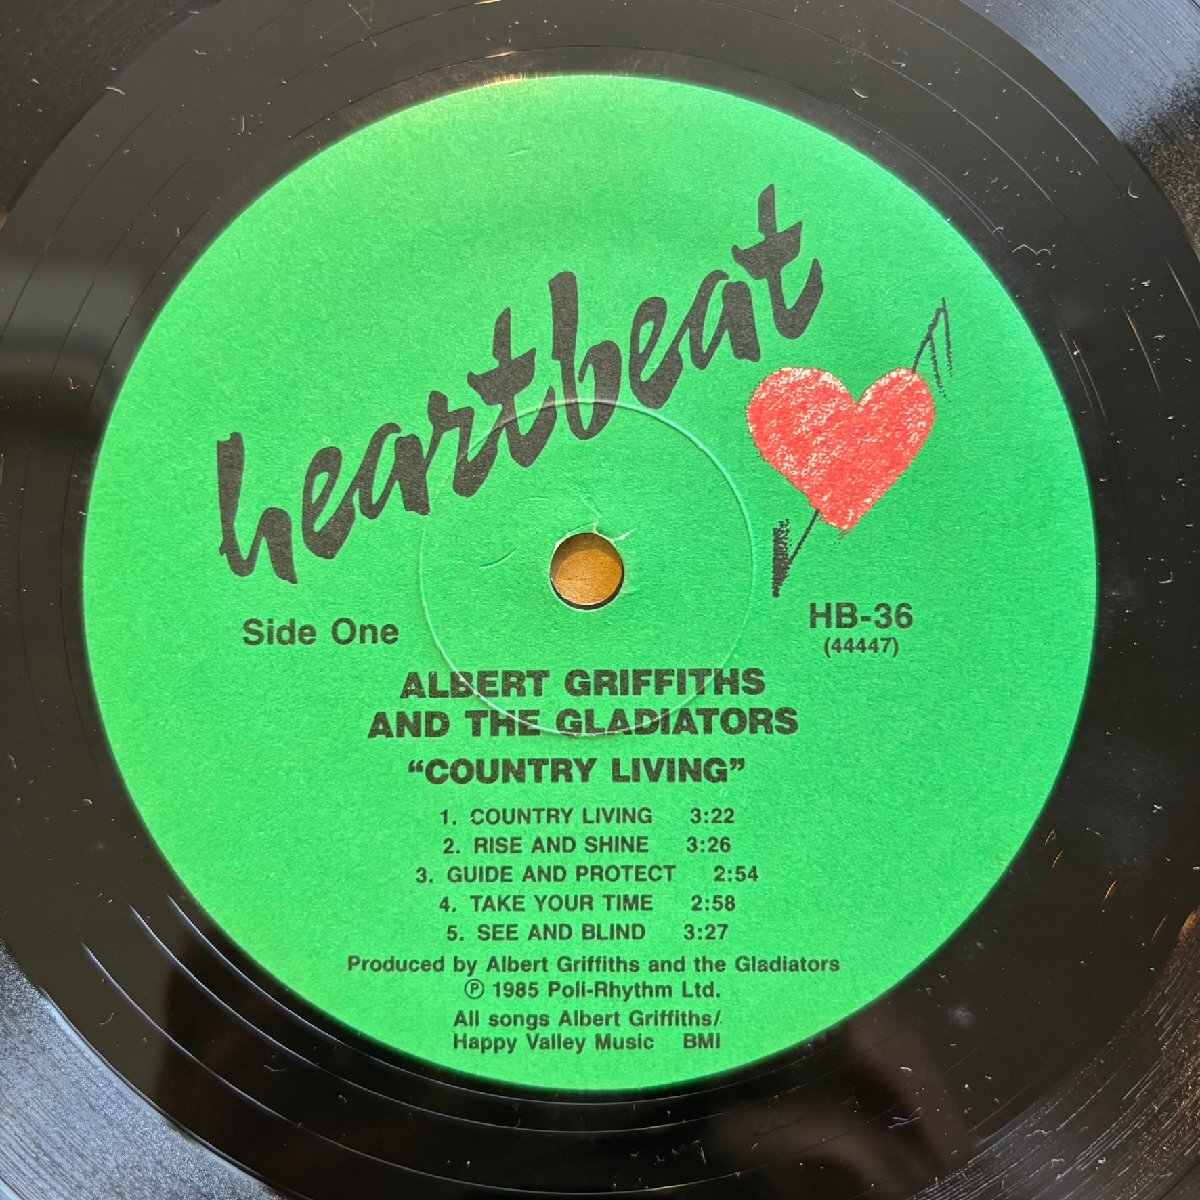 heartbeat
Side One
HB-36
(44447)
ALBERT GRIFFITHS
AND THE GLADIATORS
“COUNTRY LIVING”
1. COUNTRY LIVING 3:22
2. RISE AND SHINE 3:26
3. GUIDE AND PROTECT 2:54
4. TAKE YOUR TIME 2:58
5. SEE AND BLIND 3:27
Produced by Albert Griffiths and the Gladiators
℗ 1985 Poli-Rhythm Ltd.
All songs Albert Griffiths/
Happy Valley Music BMI